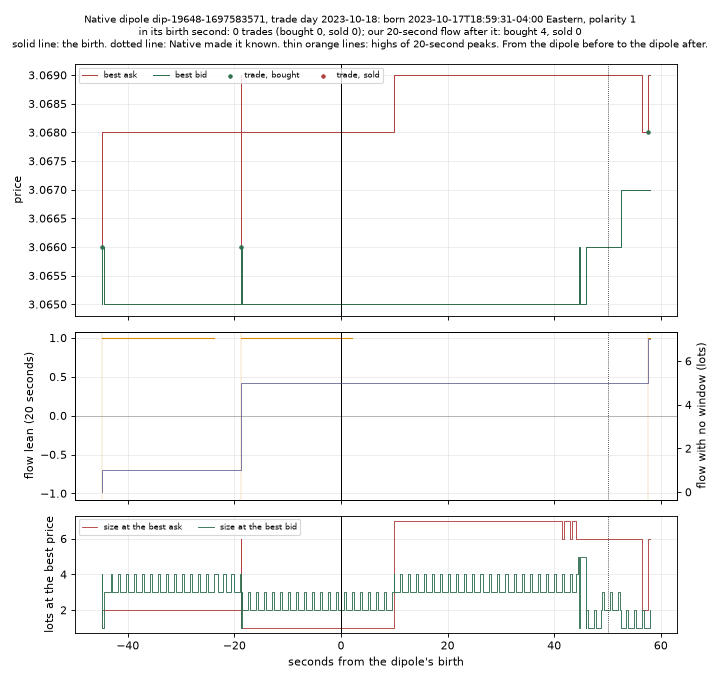 Native dipole dip-19648-1697583571, trade day 2023-10-18: born 2023-10-17T18:59:31-04:00 Eastern, polarity 1
in its birth second: 0 trades (bought 0, sold 0); our 20-second flow after it: bought 4, sold 0
solid line: the birth. dotted line: Native made it known. thin orange lines: highs of 20-second peaks. From the dipole before to the dipole after.
best ask best bid trade, bought trade, sold
3.0690
3.0685
3.0680
3.0675
3.0670
3.0665
3.0660
3.0655
3.0650
price
1.0
0.5
0.0
−0.5
−1.0
flow lean (20 seconds)
6
4
2
0
flow with no window (lots)
size at the best ask size at the best bid
6
4
2
lots at the best price
−40 −20 0 20 40 60
seconds from the dipole's birth